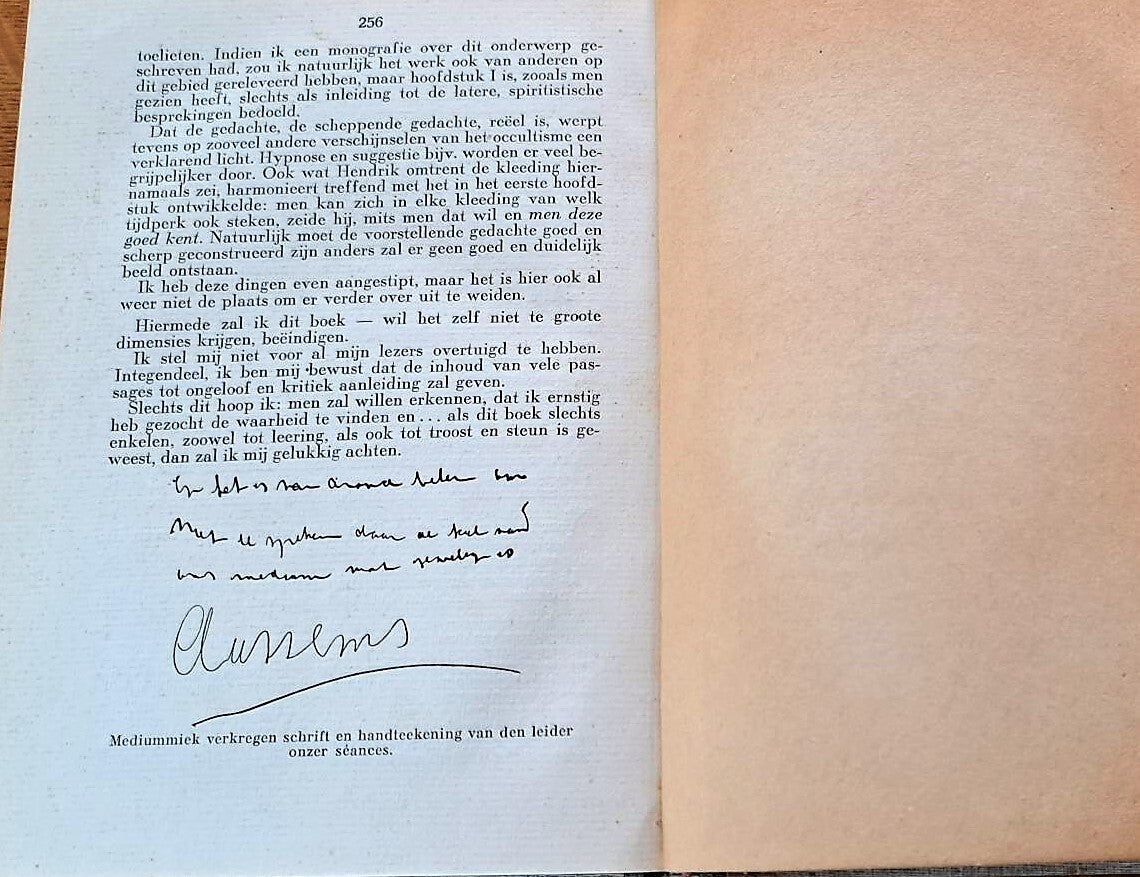 256
toelieten. Indien ik een monografie over dit onderwerp ge-
schreven had, zou ik natuurlijk het werk ook van anderen op
dit gebied gereleveerd hebben, maar hoofdstuk I is, zooals men
gezien heeft, slechts als inleiding tot de latere, spiritistische
besprekingen bedoeld.
Dat de gedachte, de scheppende gedachte, reëel is, werpt
tevens op zooveel andere verschijnselen van het occultisme een
verklarend licht. Hypnose en suggestie bijv. worden er veel be-
grijpelijker door. Ook wat Hendrik omtrent de kleeding hier-
namaals zei, harmonieert treffend met het in het eerste hoofd-
stuk ontwikkelde: men kan zich in elke kleeding van welk
tijdperk ook steken, zeide hij, mits men dat wil en men deze
goed kent. Natuurlijk moet de voorstellende gedachte goed en
scherp geconstrueerd zijn anders zal er geen goed en duidelijk
beeld ontstaan.
Ik heb deze dingen even aangestipt, maar het is hier ook al
weer niet de plaats om er verder over uit te weiden.
Hiermede zal ik dit boek — wil het zelf niet te groote
dimensies krijgen, beëindigen.
Ik stel mij niet voor al mijn lezers overtuigd te hebben.
Integendeel, ik ben mij bewust dat de inhoud van vele pas-
sages tot ongeloof en kritiek aanleiding zal geven.
Slechts dit hoop ik: men zal willen erkennen, dat ik ernstig
heb gezocht de waarheid te vinden en... als dit boek slechts
enkelen, zoowel tot leering, als ook tot troost en steun is ge-
weest, dan zal ik mij gelukkig achten.
het is van avond beter om
Niet te spreken daar de
ons medium
Mediummiek verkregen schrift en handteekening van den leider
onzer séances.